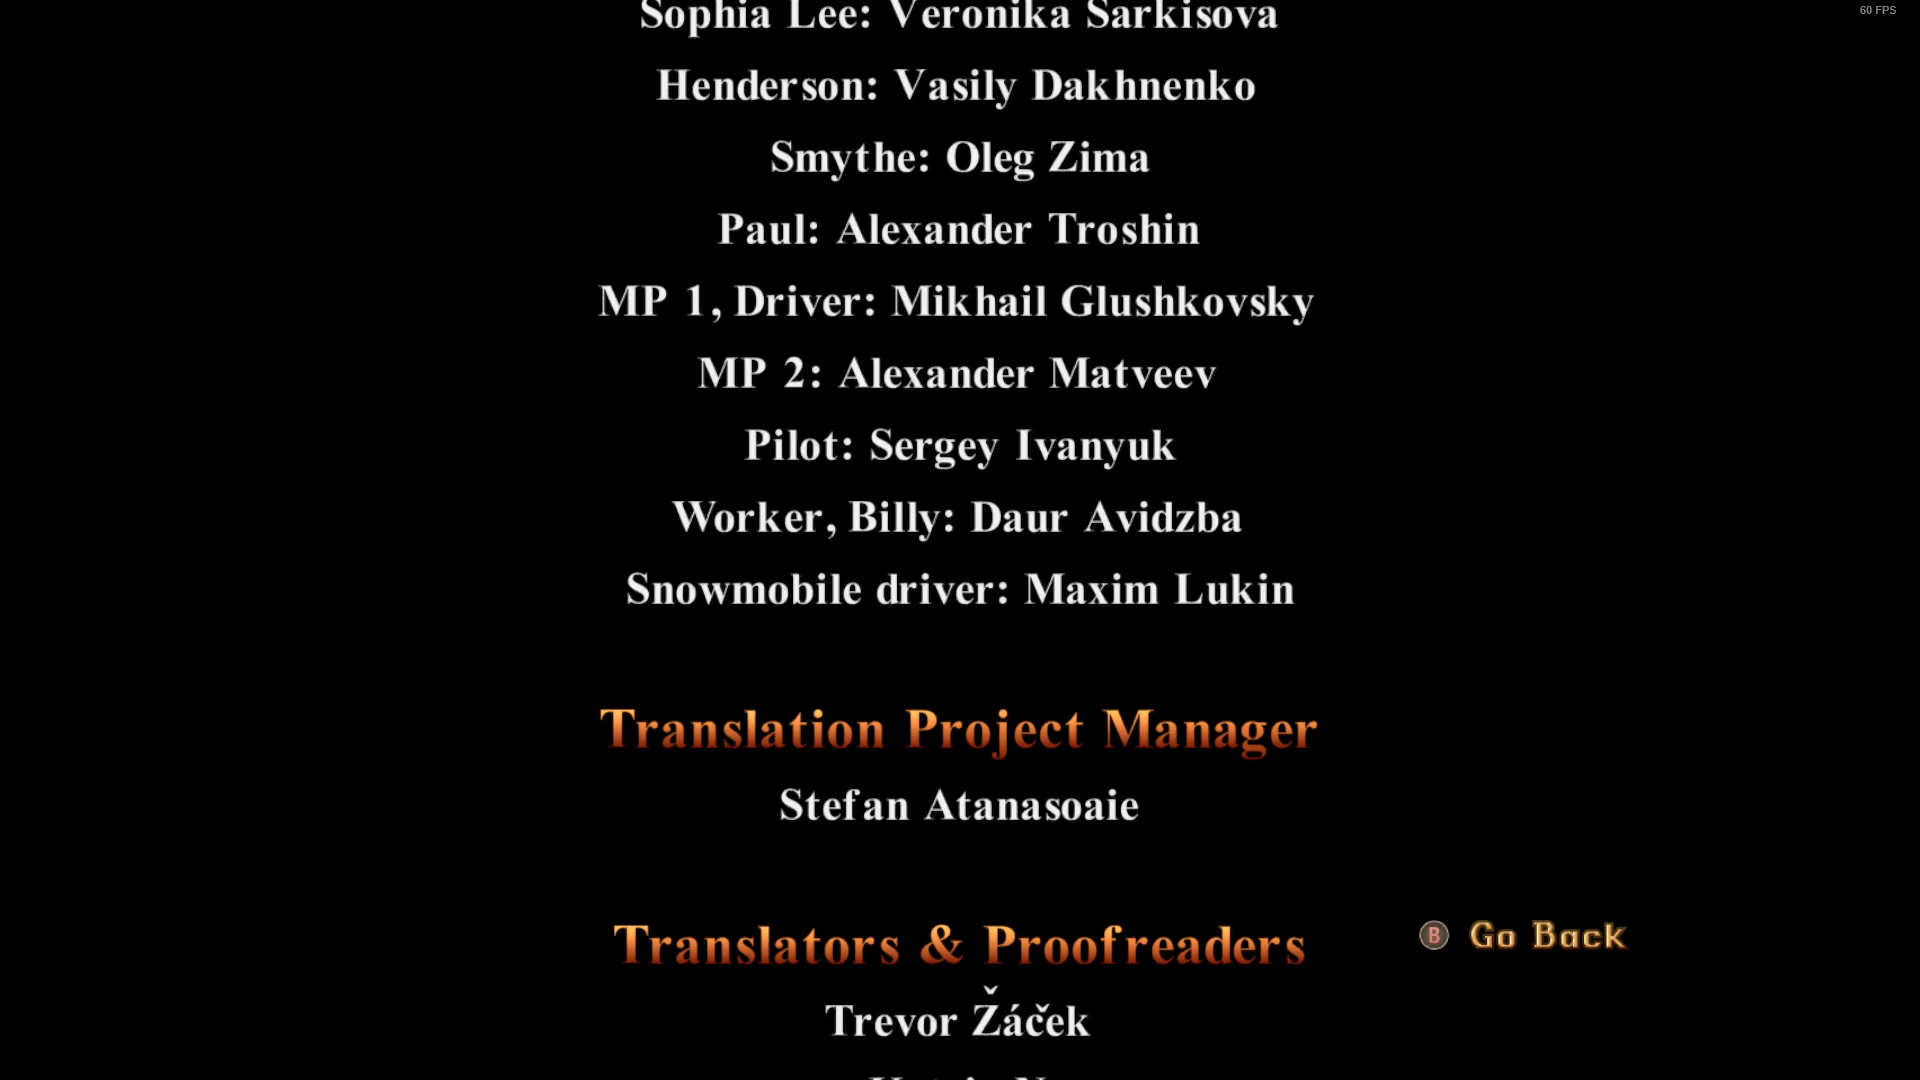 60 FPS
Sophia Lee: Veronika Sarkisova
Henderson: Vasily Dakhnenko
Smythe: Oleg Zima
Paul: Alexander Troshin
MP 1, Driver: Mikhail Glushkovsky
MP 2: Alexander Matveev
Pilot: Sergey Ivanyuk
Worker, Billy: Daur Avidzba
Snowmobile driver: Maxim Lukin
Translation Project Manager
Stefan Atanasoaie
Translators & Proofreaders
B Go Back
Trevor Žáček